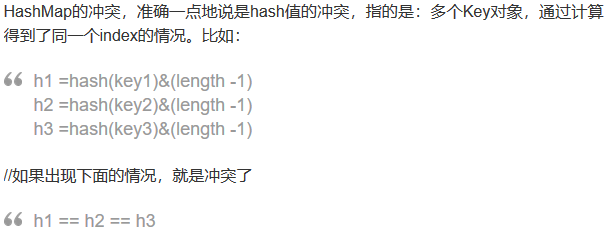 HashMap的冲突，准确一点地说是hash值的冲突，指的是：多个Key对象，通过计算
得到了同一个index的情况。比如：
h1 =hash(key1)&(length -1)
h2 =hash(key2)&(length -1)
h3 =hash(key3)&(length -1)
//如果出现下面的情况，就是冲突了
h1 == h2 == h3